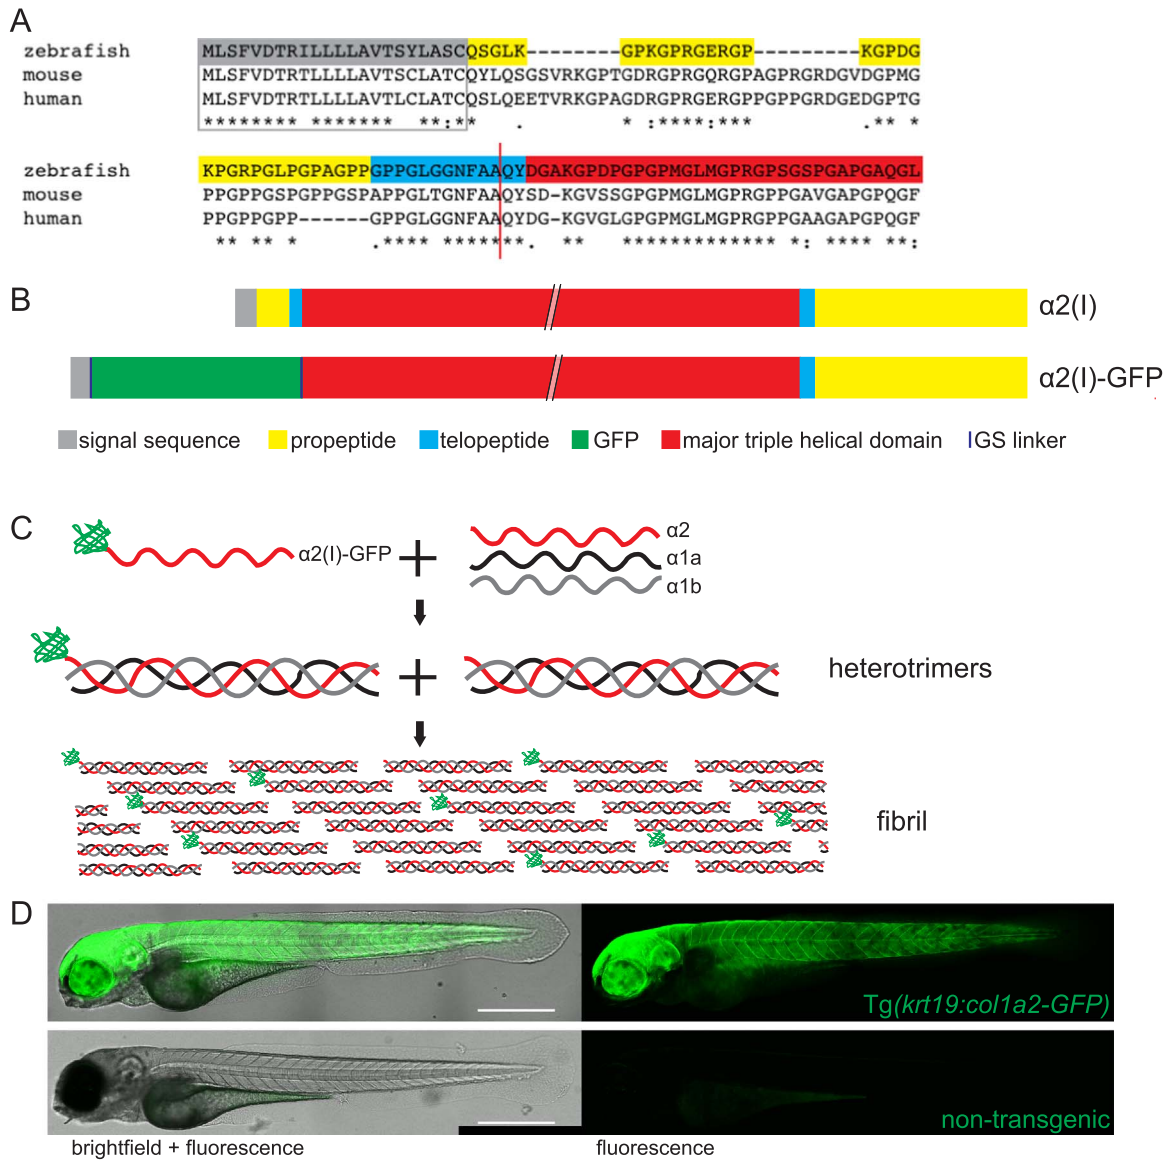 A
zebrafish MLSFVDTRILLLLAVTSYLASCQSGLK--------GPKGPRGERGP---------KGPDG
mouse MLSFVDTRTLLLLAVTSCLATCQYLQSGSVRKGPTGDRGPRGQRGPAGPRGRDGVDGPMG
human MLSFVDTRTLLLLAVTLCLATCQSLQEETVRKGPAGDRGPRGERGPPGPPGRDGEDGPTG
******** ******* **:** . * :****:*** .** *
zebrafish KPGRPGLPGPAGPPGPPGLGGNFAAQYDGAKGPDPGPGPMGLMGPRGPSGSPGAPGAQGL
mouse PPGPPGSPGPPGSPAPPGLTGNFAAQYSD-KGVSSGPGPMGLMGPRGPPGAVGAPGPQGF
human PPGPPGPP------GPPGLGGNFAAQYDG-KGVGLGPGPMGLMGPRGPPGAAGAPGPQGF
** ** * .**** *******. ** ************* *: **** **:
B
α2(I)
α2(I)-GFP
signal sequence propeptide telopeptide GFP major triple helical domain GS linker
C
α2(I)-GFP
α2
α1a
α1b
heterotrimers
fibril
D
Tg(krt19:col1a2-GFP)
non-transgenic
brightfield + fluorescence fluorescence